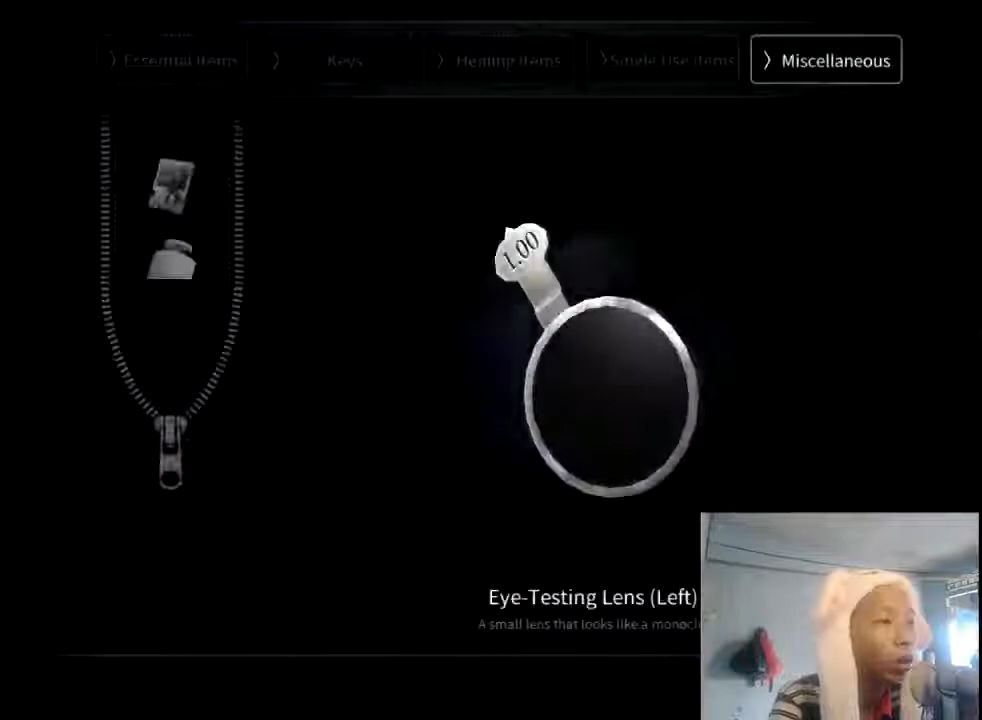 Essential Items
Keys
Healing Items
Single Use Items
Miscellaneous
1.00
Eye-Testing Lens (Left)
A small lens that looks like a